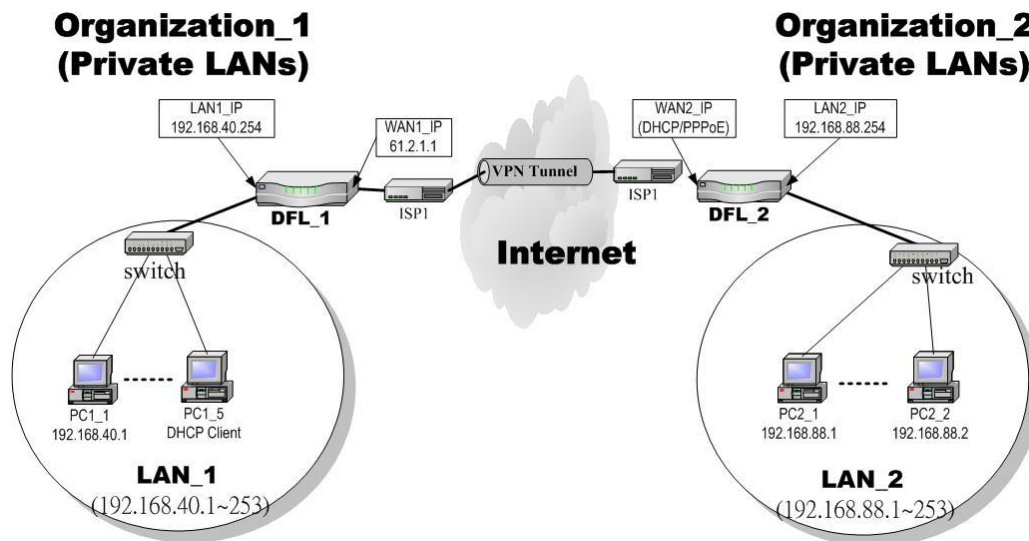 Organization_1
(Private LANs)
Organization_2
(Private LANs)
LAN1_IP
192.168.40.254
WAN1_IP
61.2.1.1
WAN2_IP
(DHCP/PPPoE)
LAN2_IP
192.168.88.254
DFL_1
ISP1
VPN Tunnel
ISP1
DFL_2
Internet
switch
switch
PC1_1
192.168.40.1
PC1_5
DHCP Client
PC2_1
192.168.88.1
PC2_2
192.168.88.2
LAN_1
(192.168.40.1~253)
LAN_2
(192.168.88.1~253)